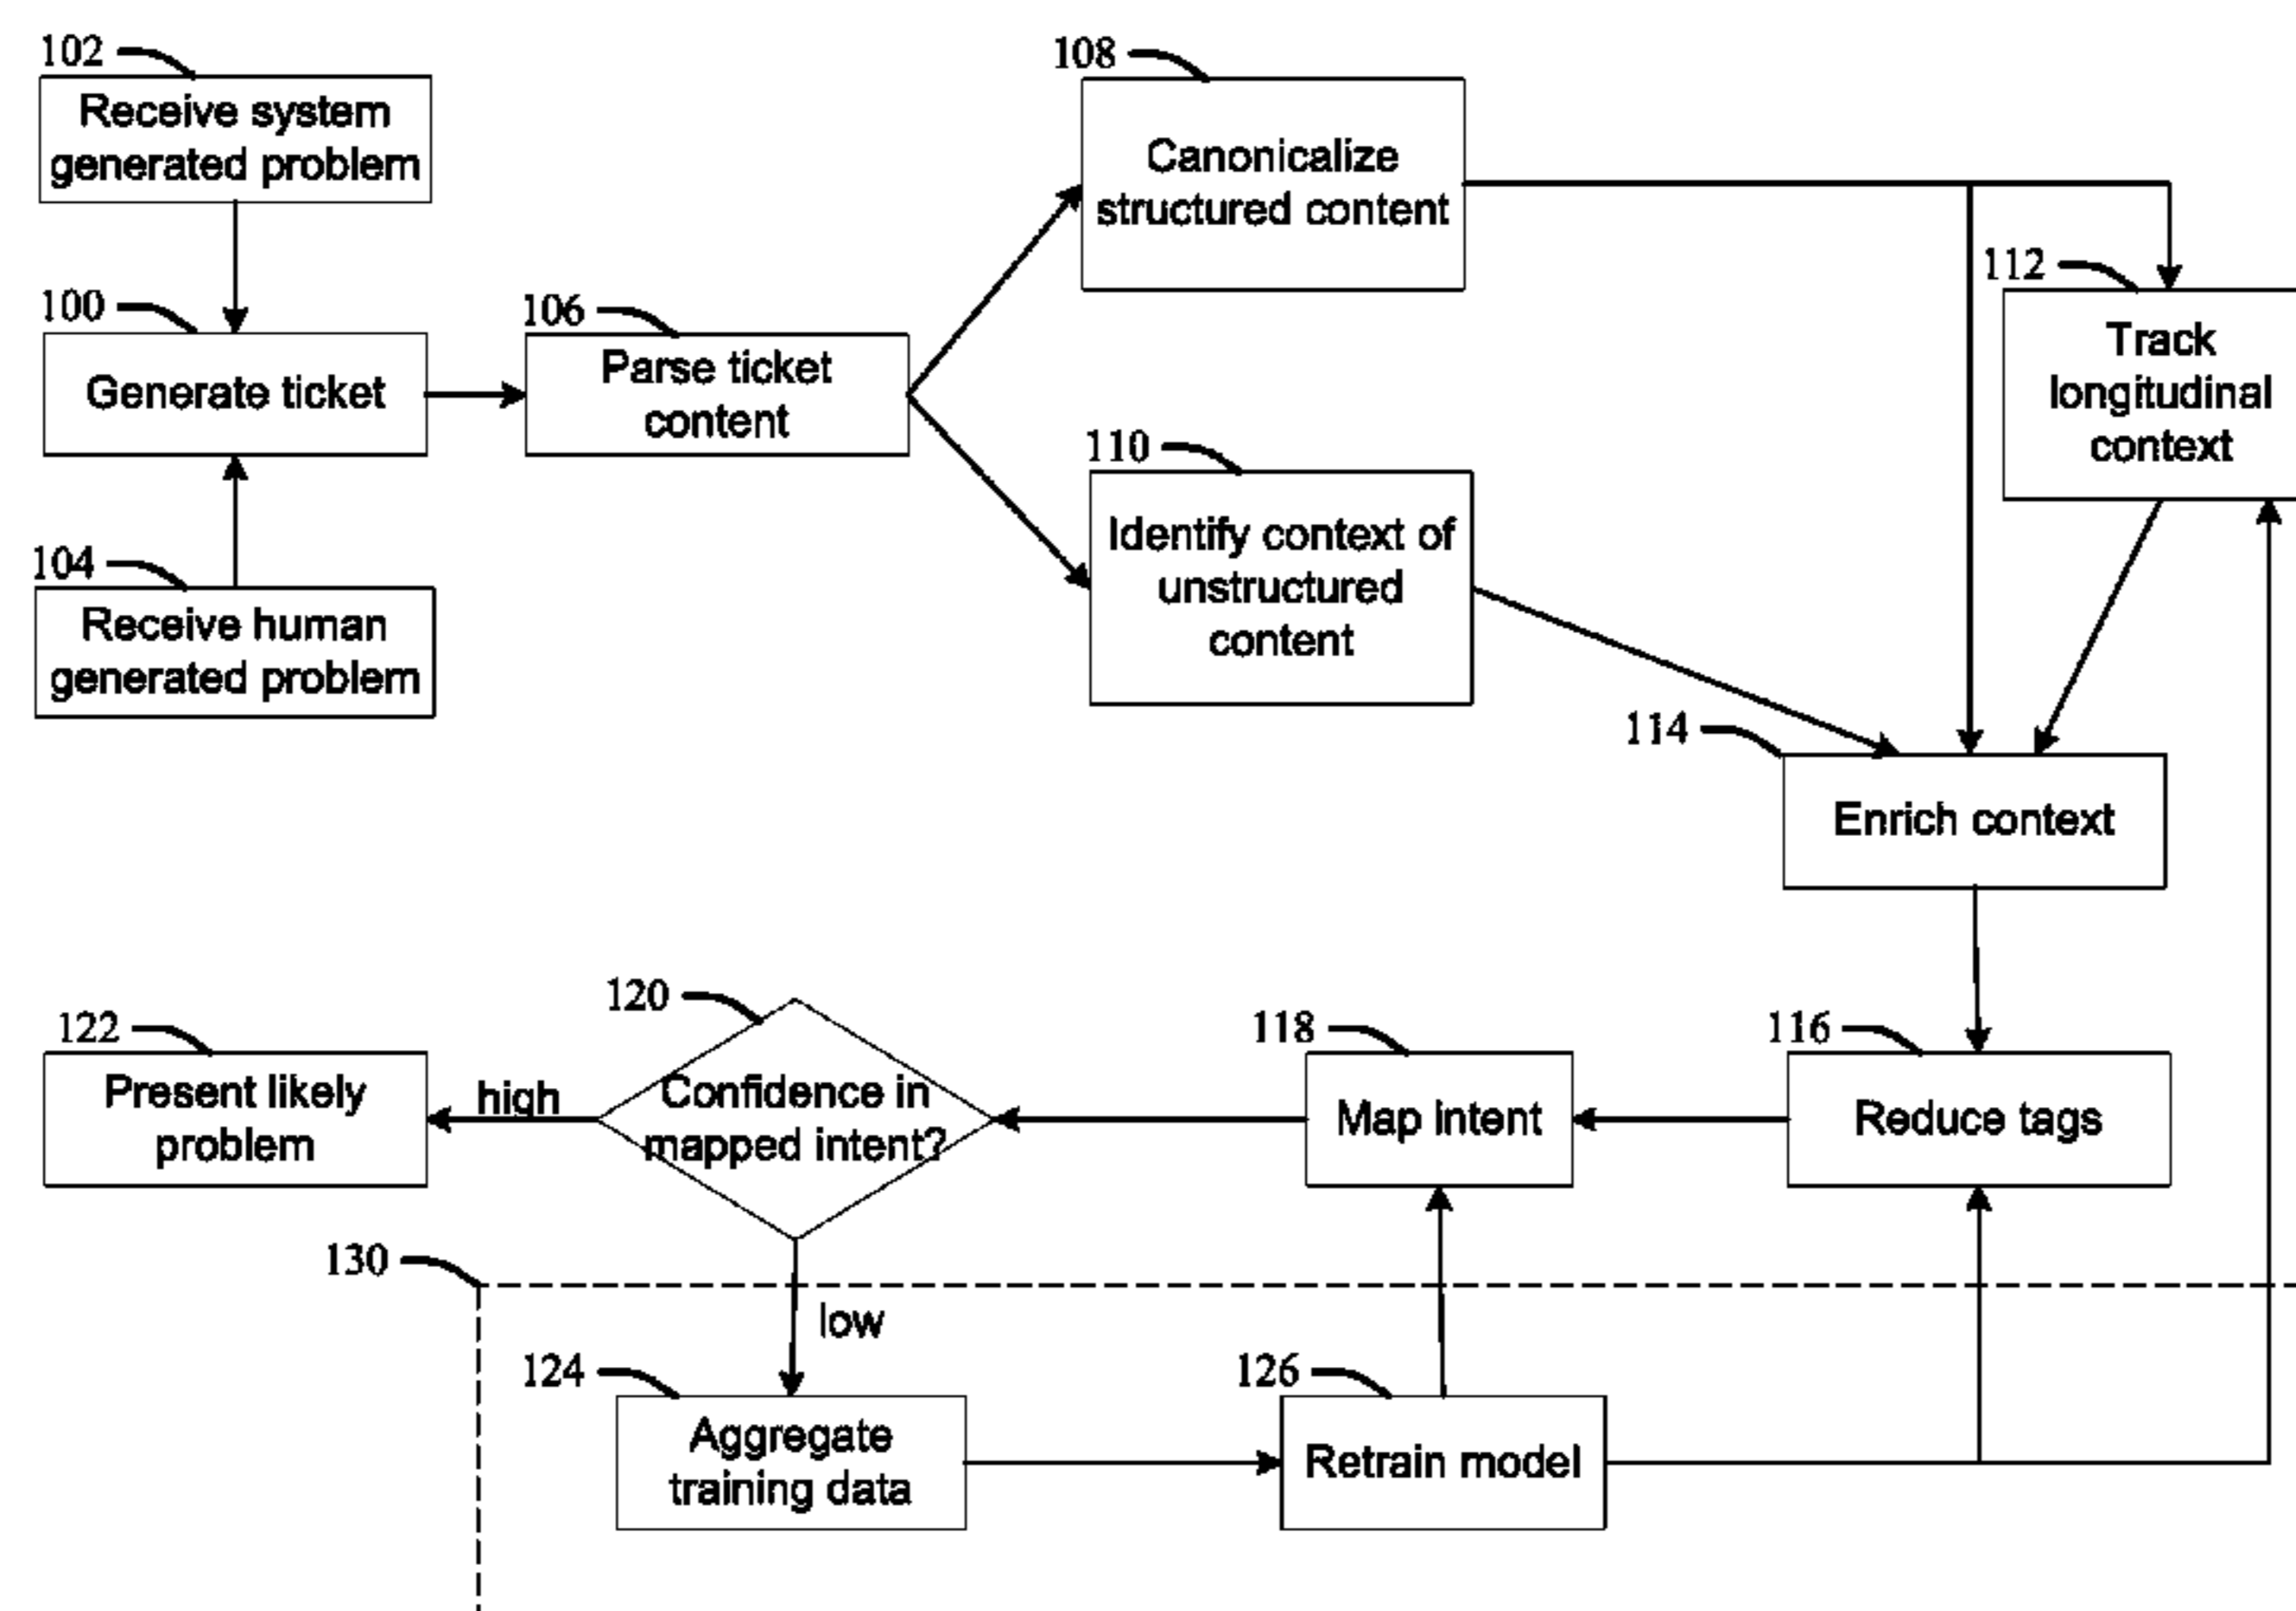 102
Receive system
generated problem
100
Generate ticket
104
Receive human
generated problem
106
Parse ticket
content
108
Canonicalize
structured content
110
Identify context of
unstructured
content
112
Track
longitudinal
context
114
Enrich context
116
Reduce tags
118
Map intent
120
Confidence in
mapped intent?
high
122
Present likely
problem
130
low
124
Aggregate
training data
126
Retrain model